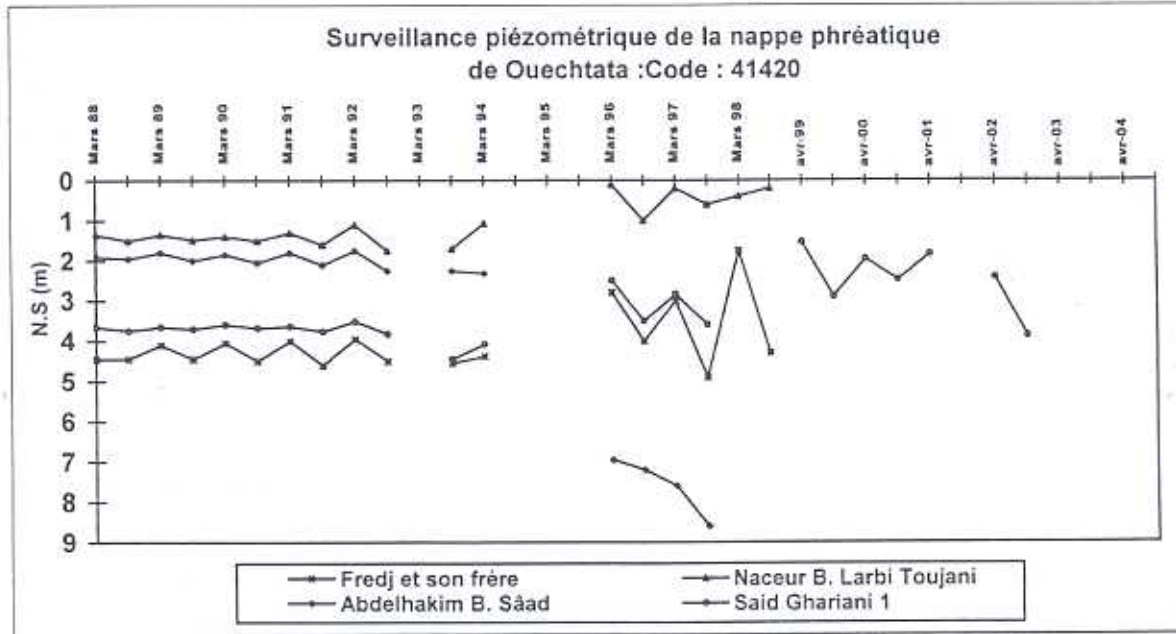 Surveillance piézométrique de la nappe phréatique
de Ouechtata :Code : 41420
Mars 88
Mars 89
Mars 90
Mars 91
Mars 92
Mars 93
Mars 94
Mars 95
Mars 96
Mars 97
Mars 98
avr-99
avr-00
avr-01
avr-02
avr-03
avr-04
N.S (m)
0
1
2
3
4
5
6
7
8
9
Fredj et son frère
Naceur B. Larbi Toujani
Abdelhakim B. Sâad
Said Ghariani 1